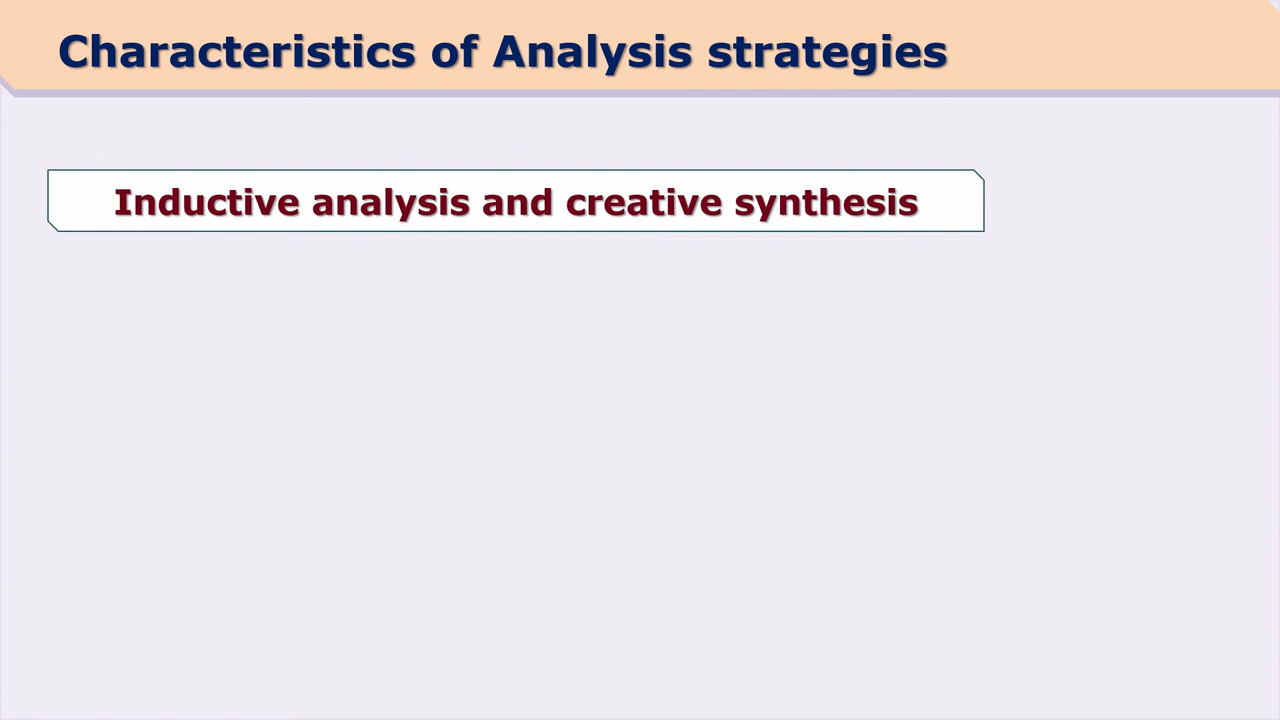 Characteristics of Analysis strategies
Inductive analysis and creative synthesis